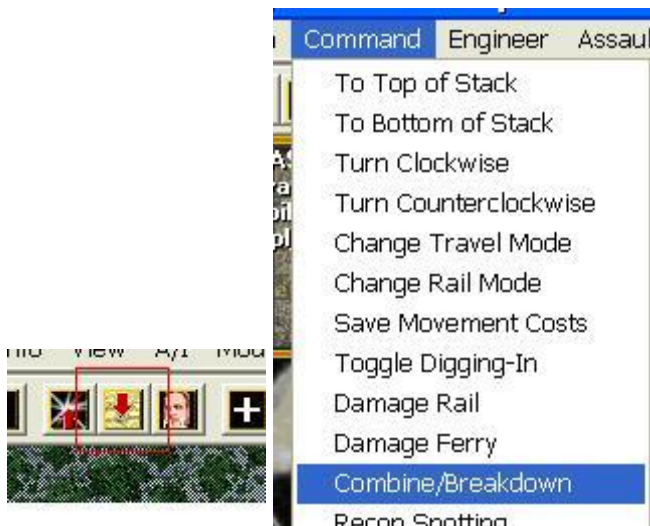 Command Engineer Assaul
To Top of Stack
To Bottom of Stack
Turn Clockwise
Turn Counterclockwise
Change Travel Mode
Change Rail Mode
Save Movement Costs
Toggle Digging-In
Damage Rail
Damage Ferry
Combine/Breakdown
Recon Spotting
View A/I